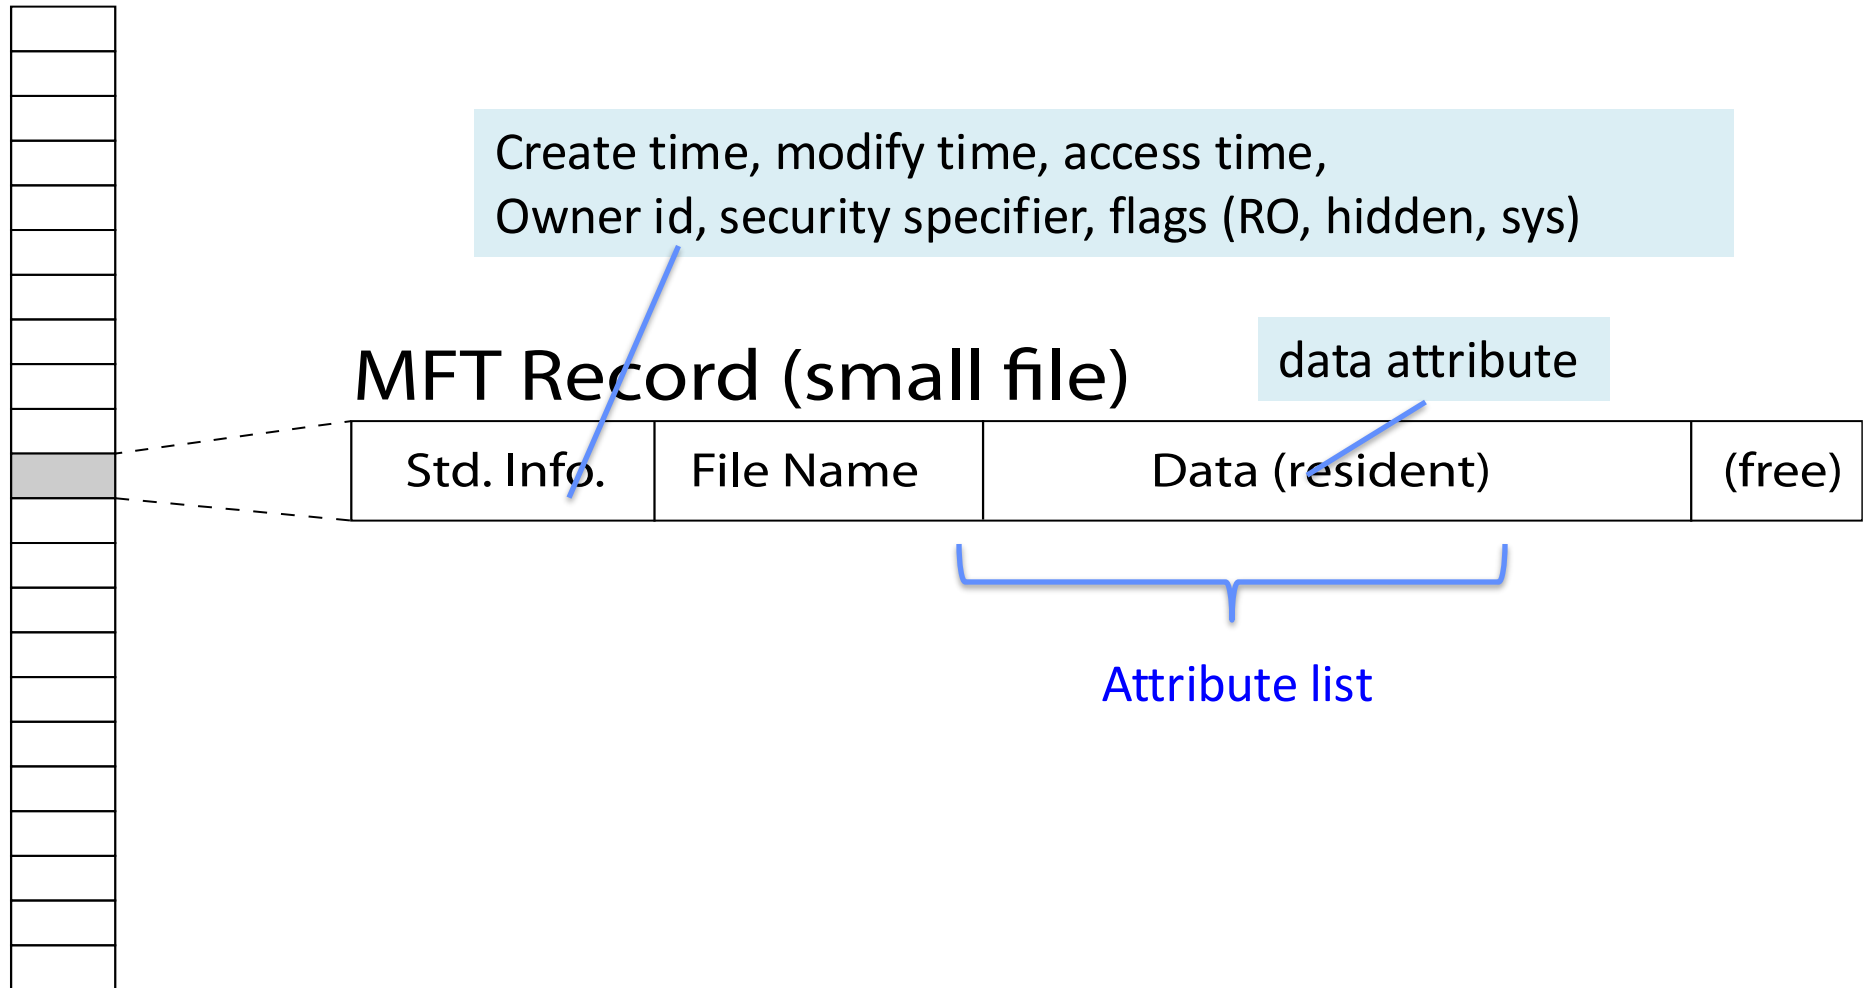 Create time, modify time, access time,
Owner id, security specifier, flags (RO, hidden, sys)
MFT Record (small file)
data attribute
Std. Info.
File Name
Data (resident)
(free)
Attribute list